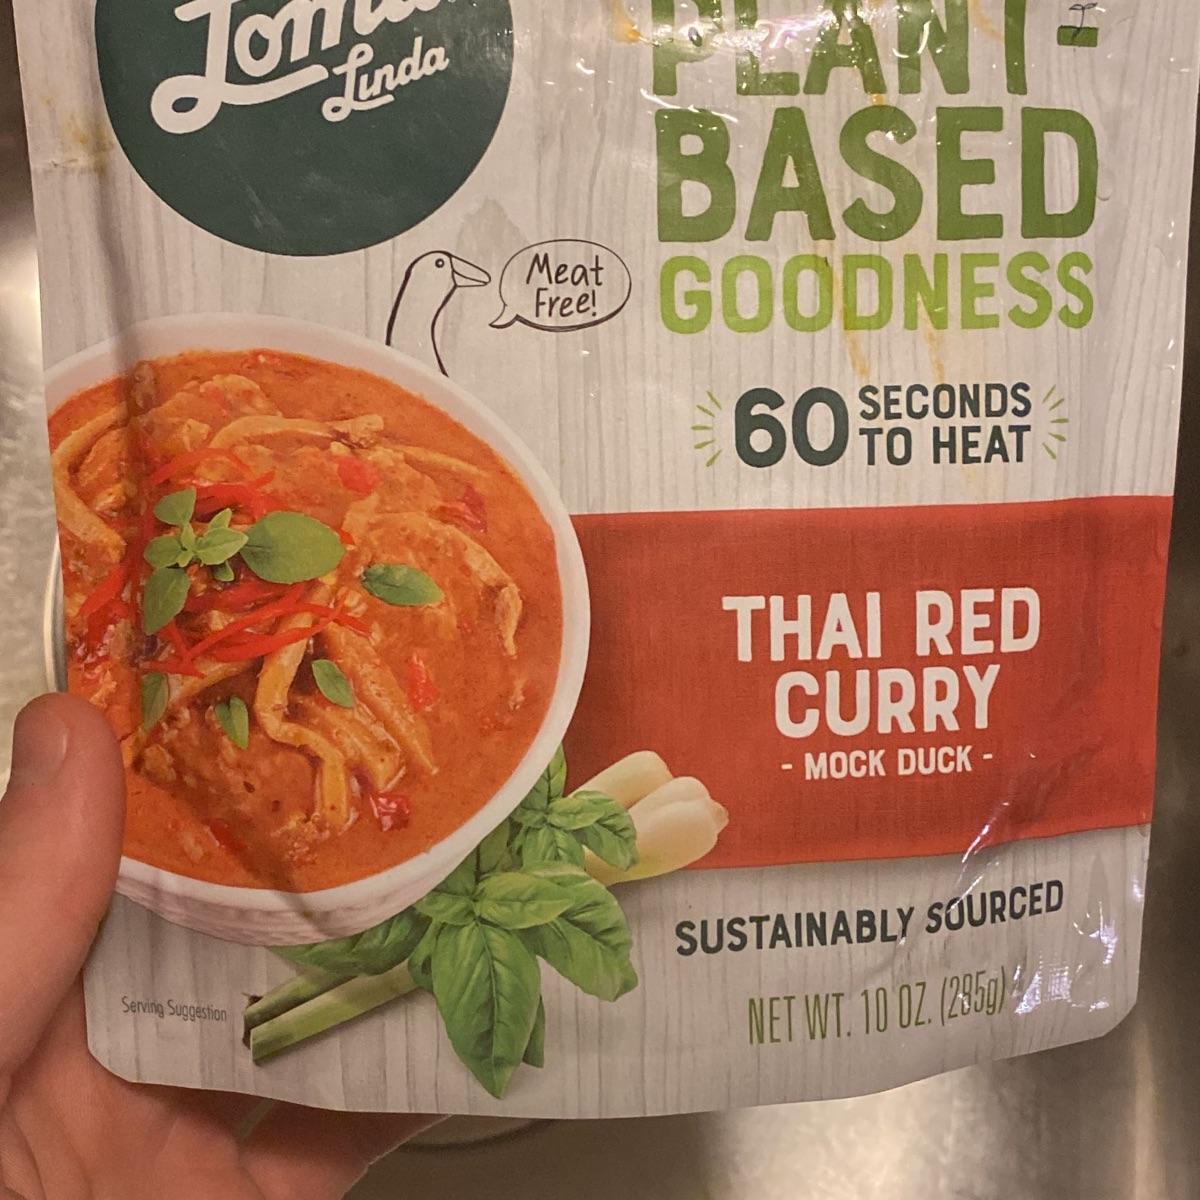 Loma
Linda
PLANT-
BASED
GOODNESS
Meat
Free!
60 SECONDS
TO HEAT
THAI RED
CURRY
- MOCK DUCK -
SUSTAINABLY SOURCED
NET WT. 10 OZ. (285g)
Serving Suggestion